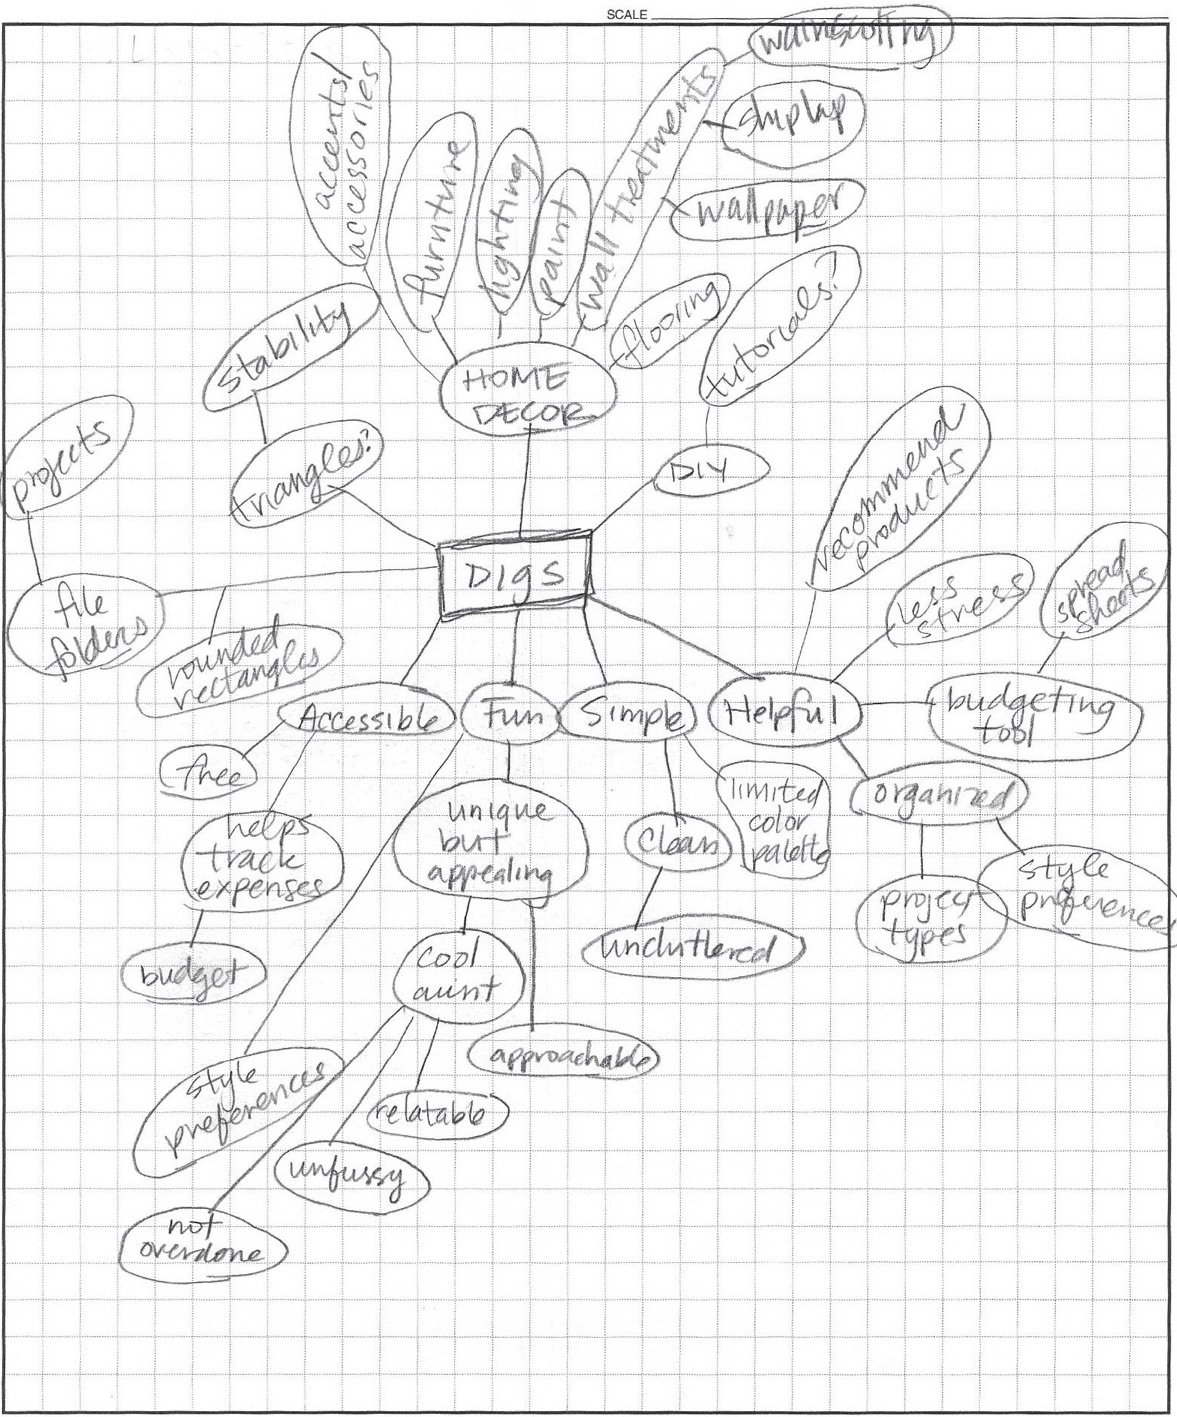 SCALE
wainscoting
accents/
accessories
furniture
lighting
paint
wall treatments
shiplap
wallpaper
flooring
tutorials?
stability
HOME
DECOR
projects
triangles?
DIY
recommend
products
DIGS
file
folders
rounded
rectangles
less
stress
spread
sheets
Accessible
Fun
Simple
Helpful
budgeting
tool
free
helps
track
expenses
unique
but
appealing
clean
limited
color
palette
organized
project
types
style
preferences
budget
cool
aunt
uncluttered
approachable
style
preferences
relatable
unfussy
not
overdone